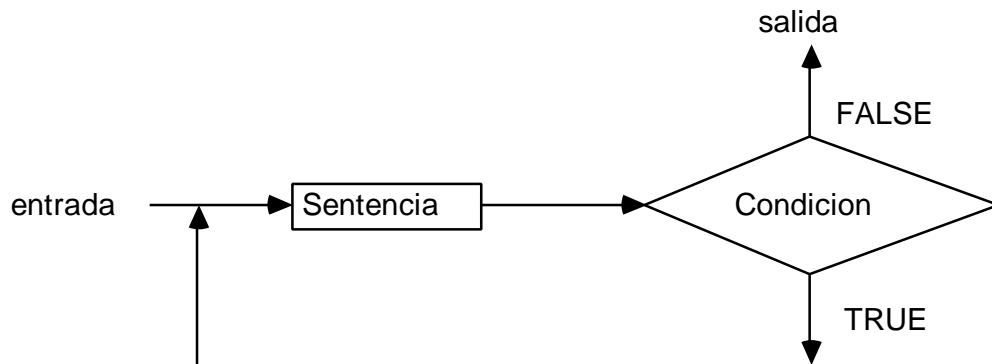 salida
FALSE
entrada
Sentencia
Condicion
TRUE